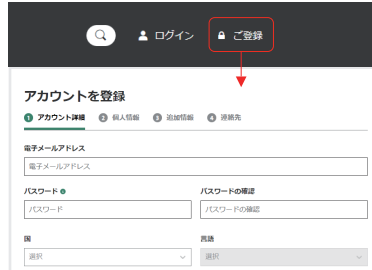 ログイン ご登録
アカウントを登録
1 アカウント詳細 2 個人情報 3 追加情報 4 連絡先
電子メールアドレス
電子メールアドレス
パスワード パスワードの確認
パスワード パスワードの確認
国 言語
選択 選択